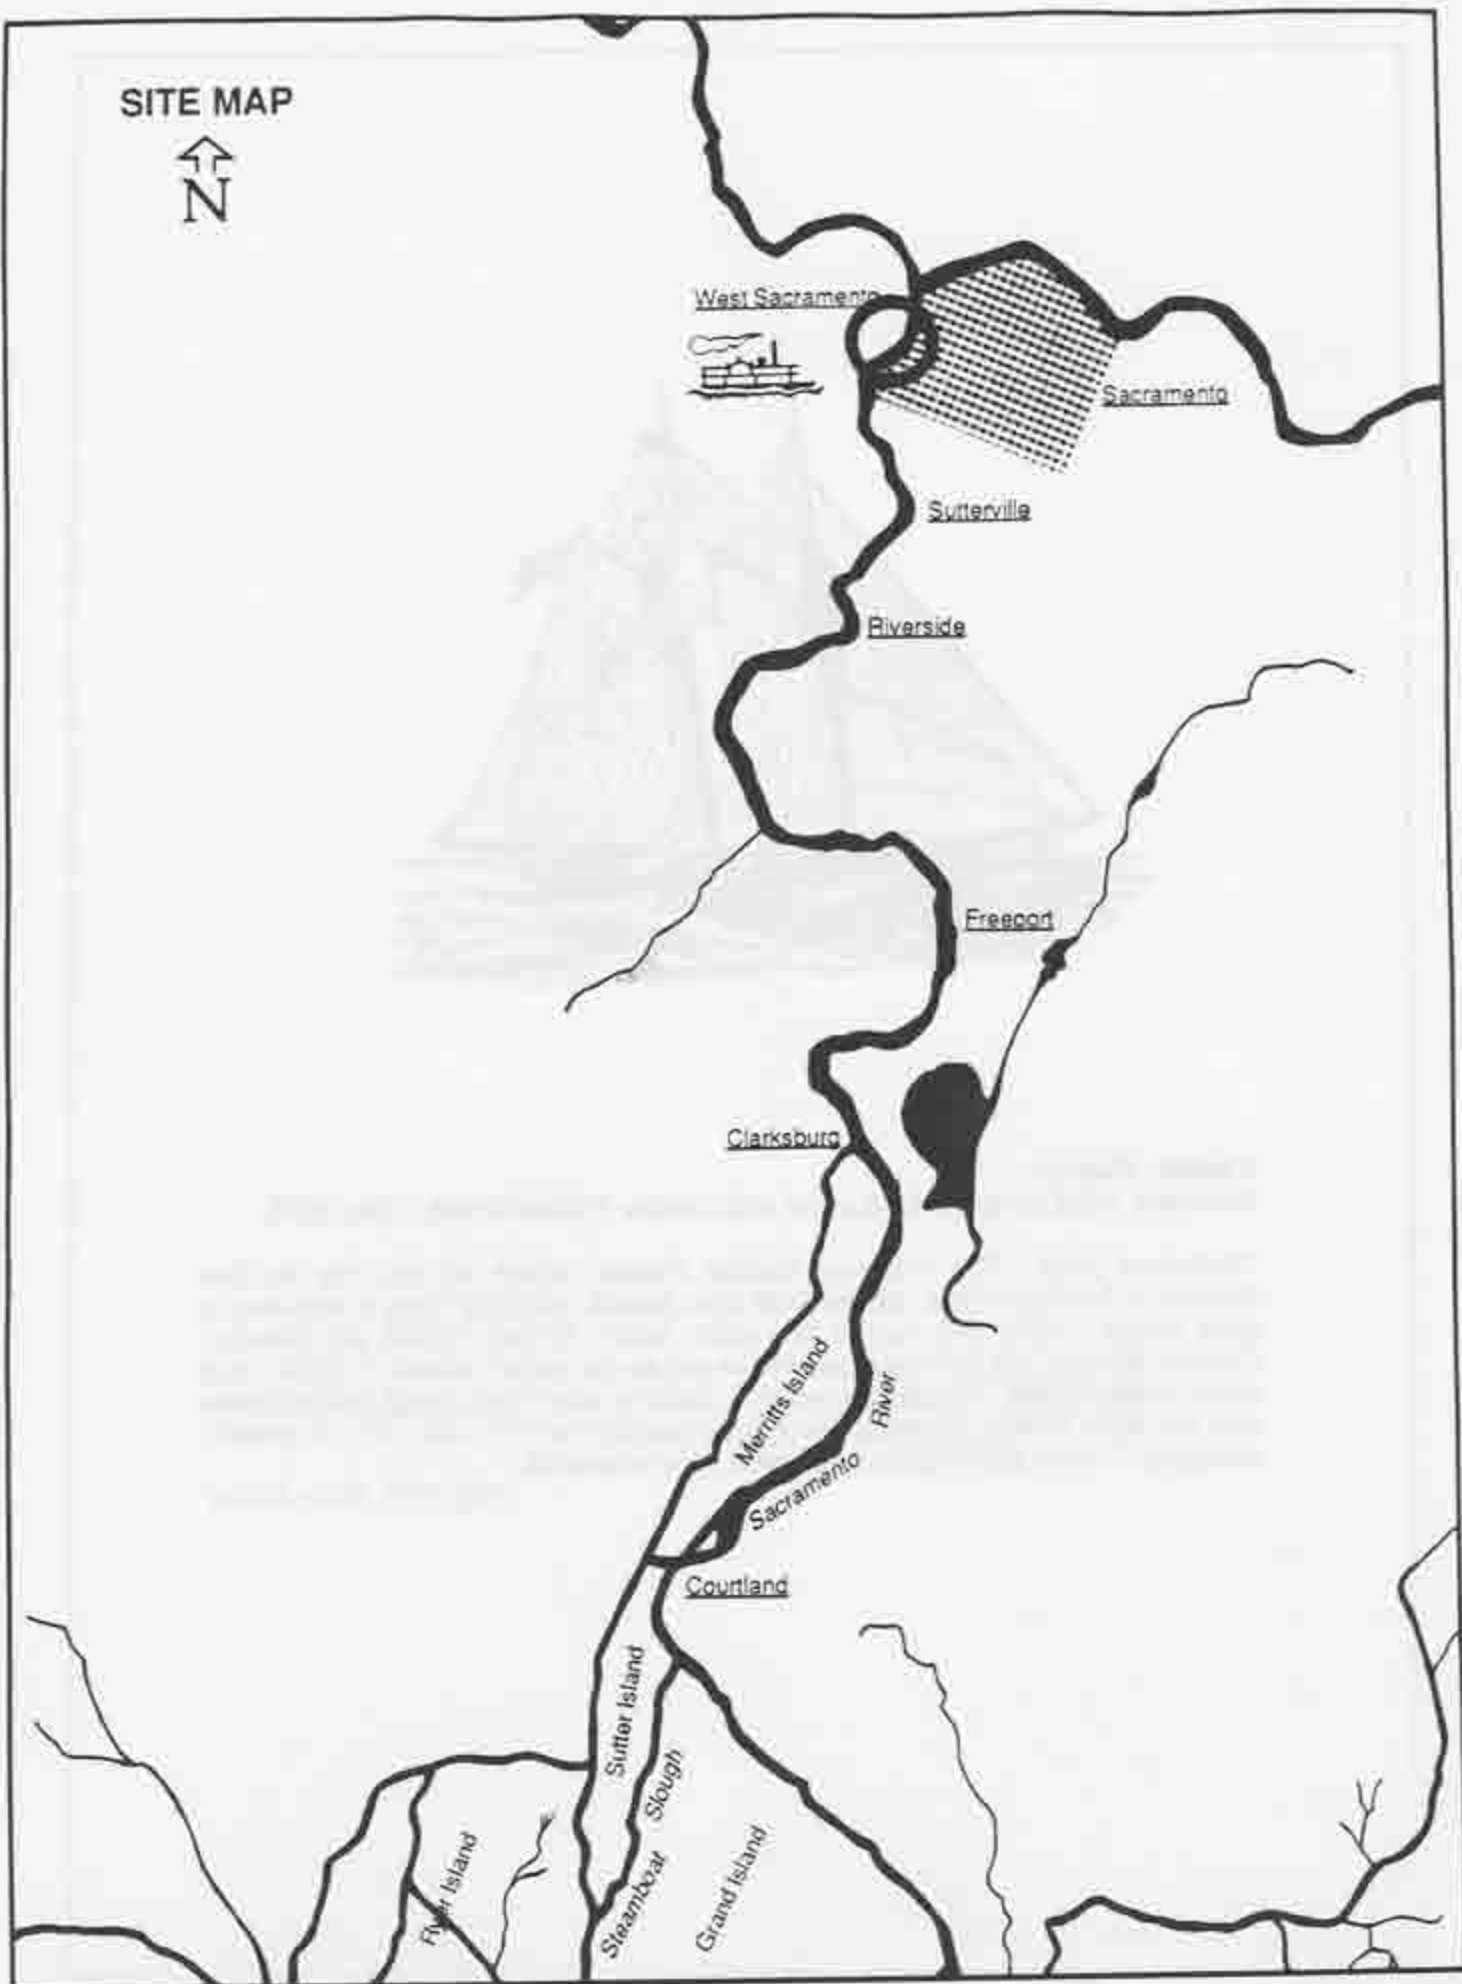 SITE MAP
N
West Sacramento
Sacramento
Sutterville
Riverside
Freeport
Clarksburg
Merritts Island
River
Sacramento
Courtland
Sutter Island
Slough
Steamboat
Grand Island
Island